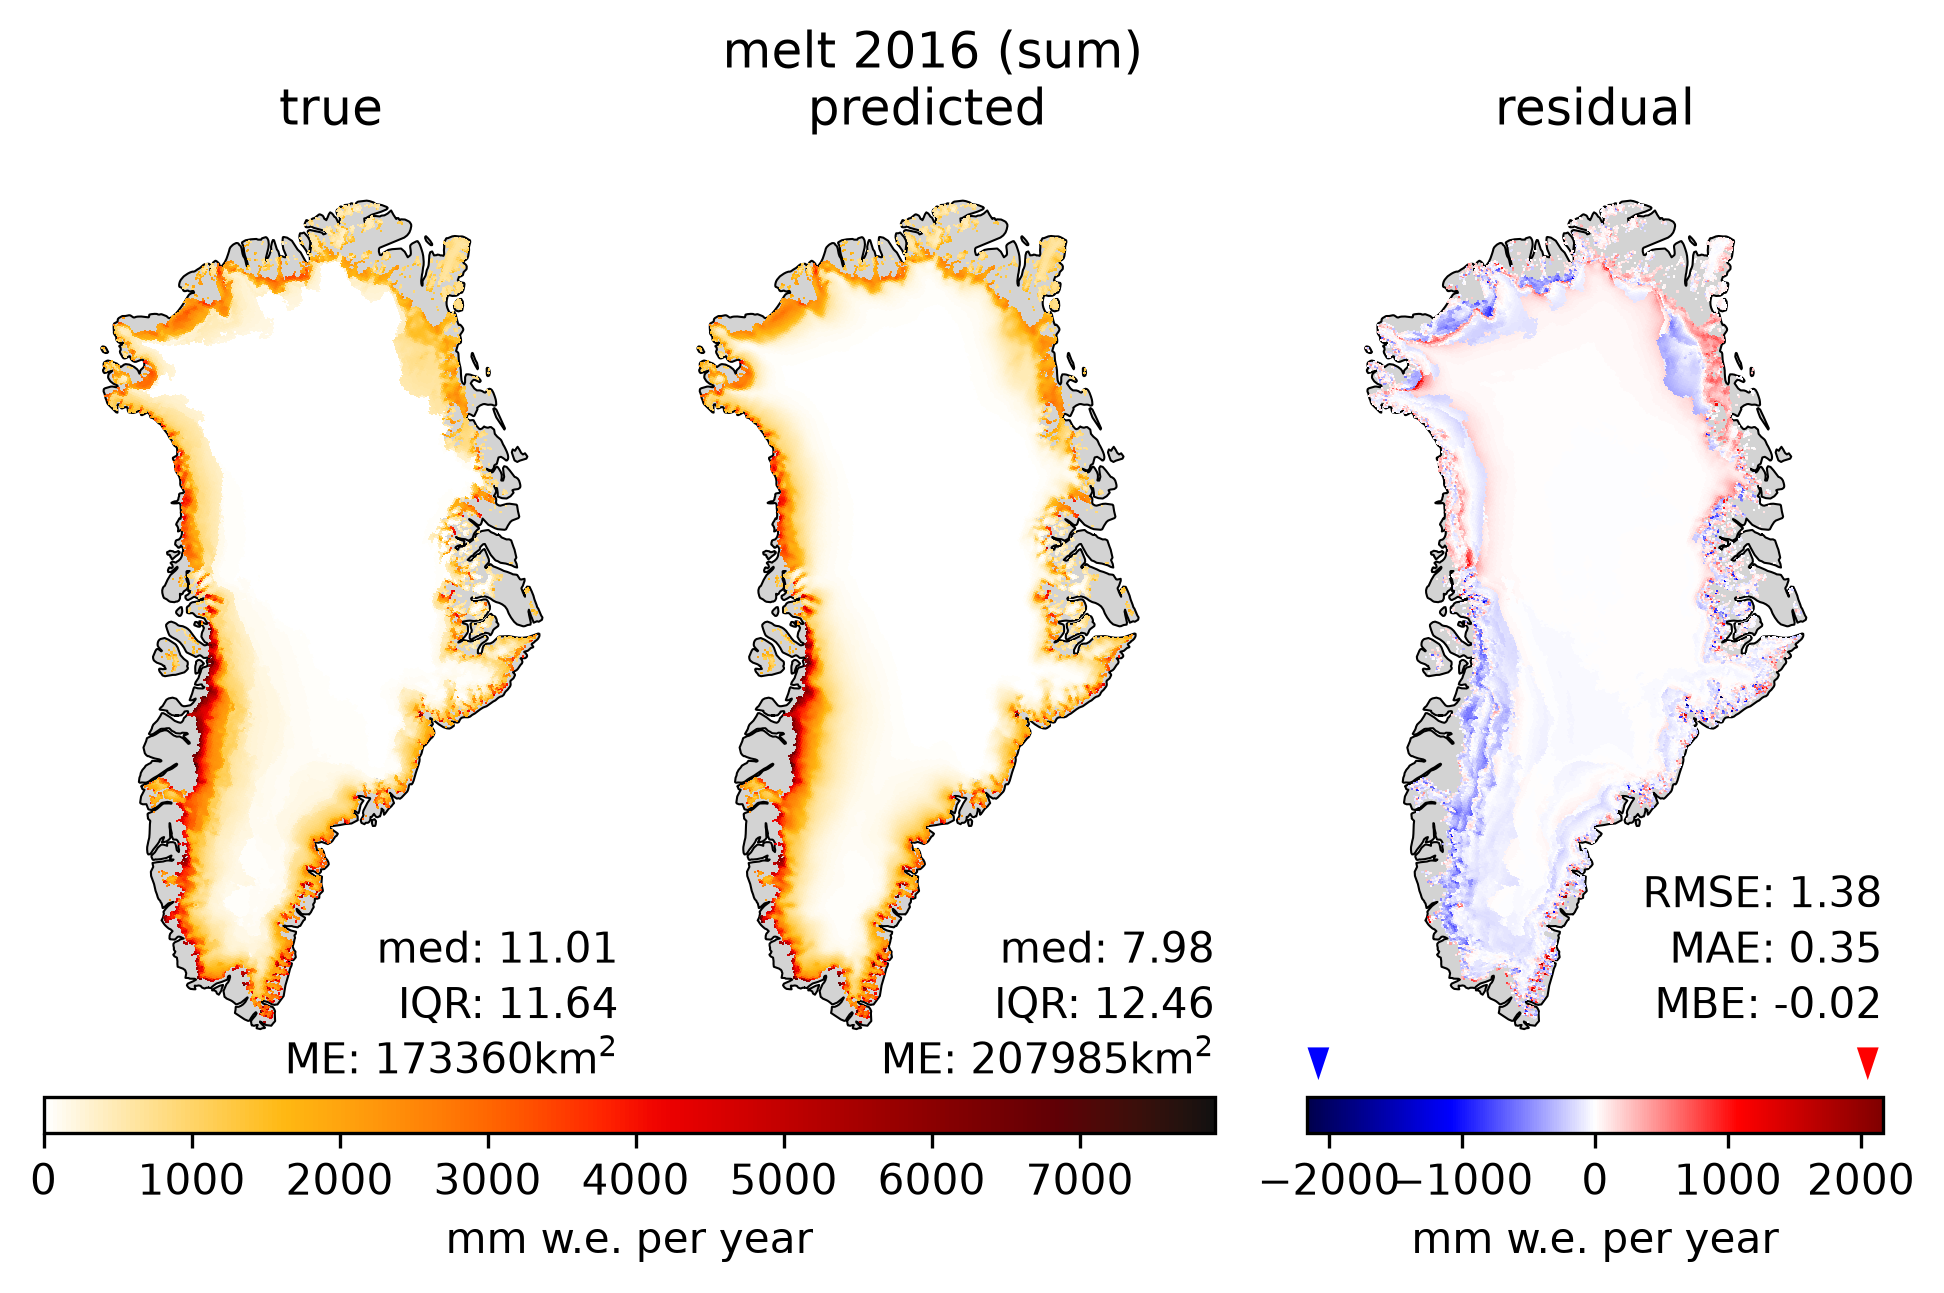 melt 2016 (sum)
true
predicted
residual
med: 11.01
IQR: 11.64
ME: 173360km²
med: 7.98
IQR: 12.46
ME: 207985km²
RMSE: 1.38
MAE: 0.35
MBE: -0.02
0 1000 2000 3000 4000 5000 6000 7000
mm w.e. per year
−2000 −1000 0 1000 2000
mm w.e. per year